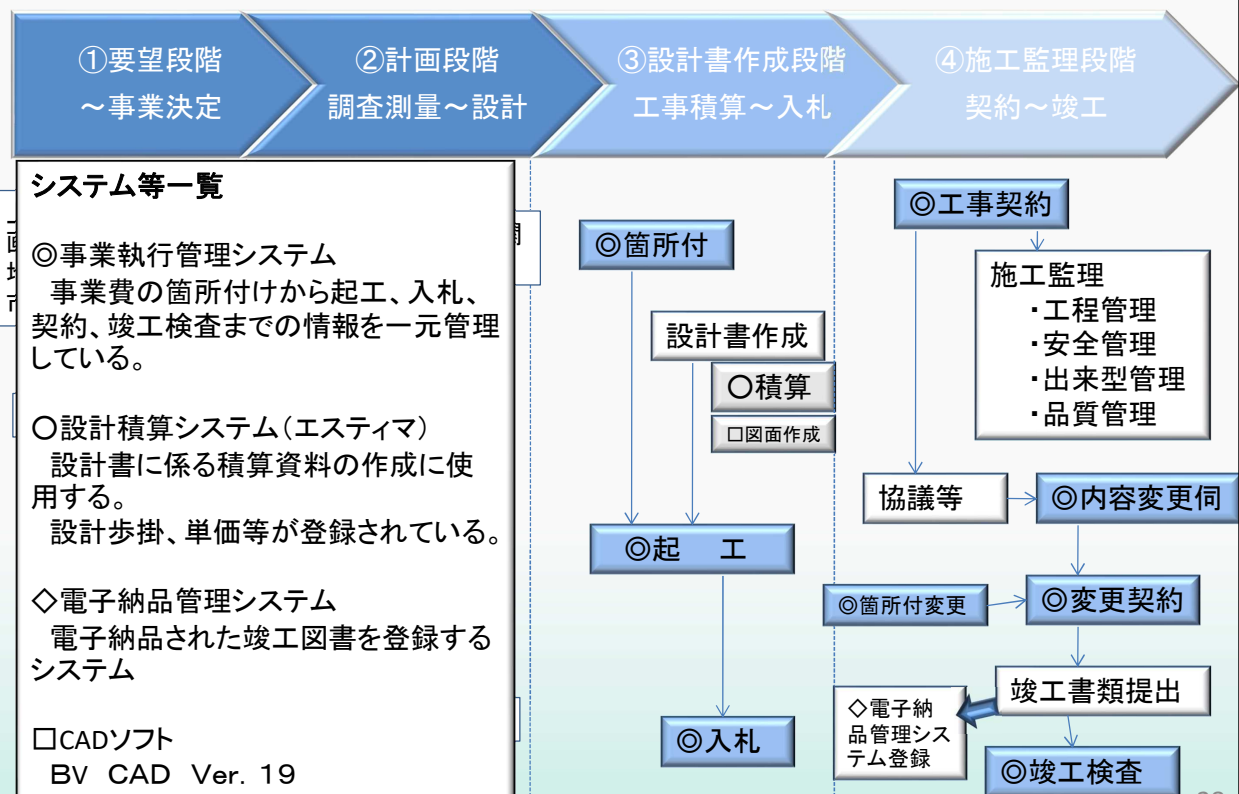 ①要望段階
～事業決定
②計画段階
調査測量～設計
③設計書作成段階
工事積算～入札
④施工監理段階
契約～竣工
システム等一覧
◎事業執行管理システム
事業費の箇所付けから起工、入札、
契約、竣工検査までの情報を一元管理
している。
○設計積算システム（エスティマ）
設計書に係る積算資料の作成に使
用する。
設計歩掛、単価等が登録されている。
◇電子納品管理システム
電子納品された竣工図書を登録する
システム
□CADソフト
BV CAD Ver. 19
◎箇所付
設計書作成
○積算
□図面作成
◎起　工
◎入札
◎工事契約
施工監理
・工程管理
・安全管理
・出来型管理
・品質管理
協議等
◎内容変更伺
◎箇所付変更
◎変更契約
竣工書類提出
◇電子納
品管理シス
テム登録
◎竣工検査